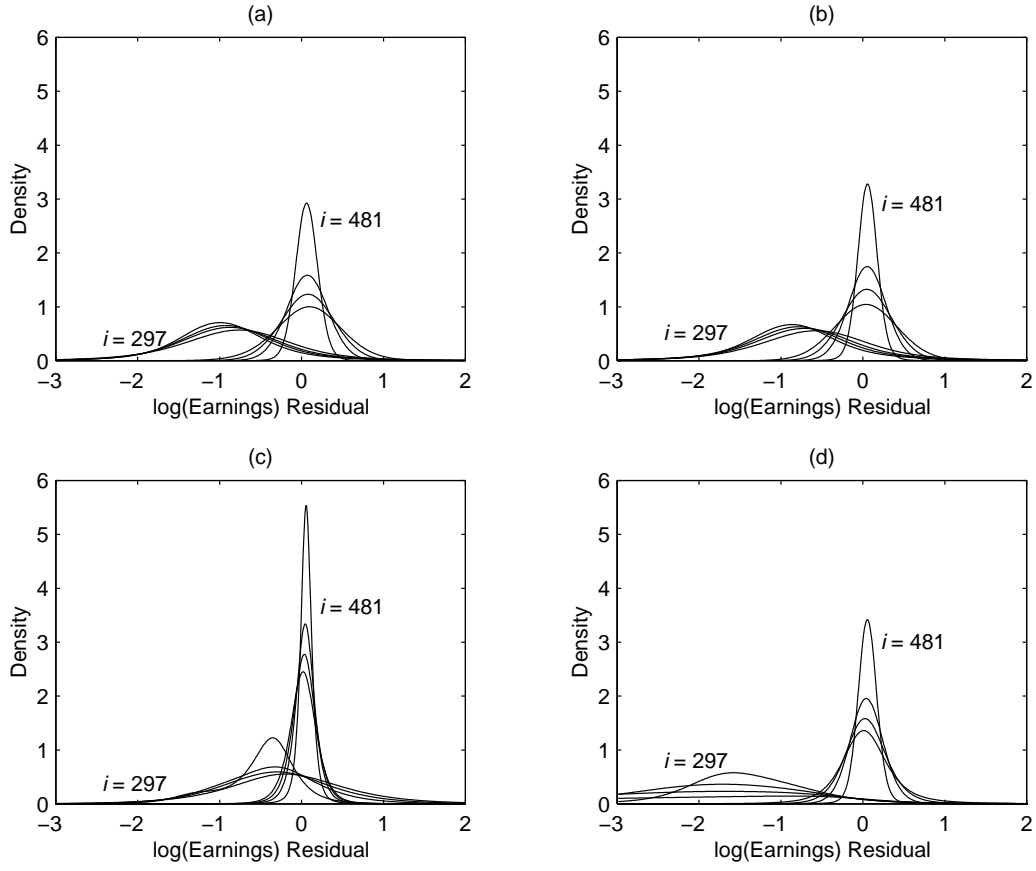 (a)
6
5
4
3
2
1
0
Density
i = 481
i = 297
−3 −2 −1 0 1 2
log(Earnings) Residual
(b)
6
5
4
3
2
1
0
Density
i = 481
i = 297
−3 −2 −1 0 1 2
log(Earnings) Residual
(c)
6
5
4
3
2
1
0
Density
i = 481
i = 297
−3 −2 −1 0 1 2
log(Earnings) Residual
(d)
6
5
4
3
2
1
0
Density
i = 481
i = 297
−3 −2 −1 0 1 2
log(Earnings) Residual